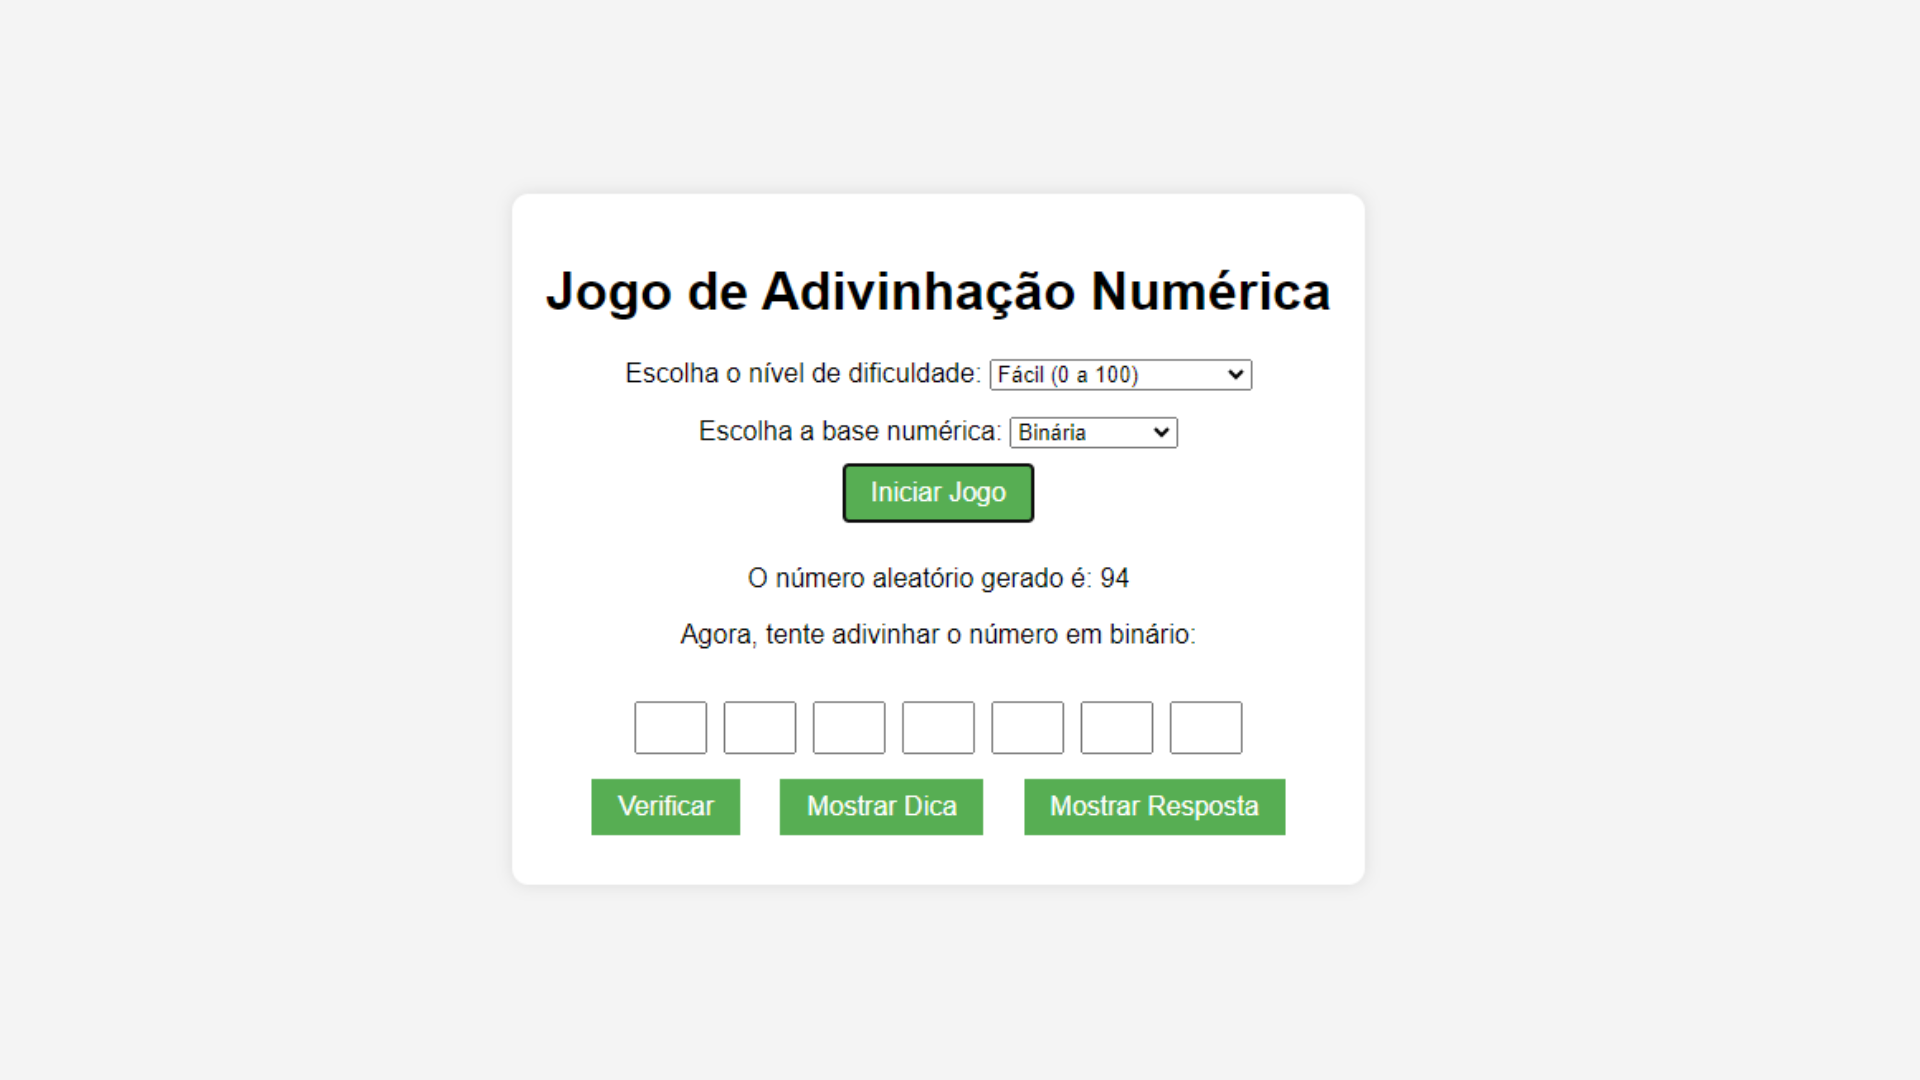 Jogo de Adivinhação Numérica
Escolha o nível de dificuldade: Fácil (0 a 100)
Escolha a base numérica: Binária
Iniciar Jogo
O número aleatório gerado é: 94
Agora, tente adivinhar o número em binário:
Verificar Mostrar Dica Mostrar Resposta